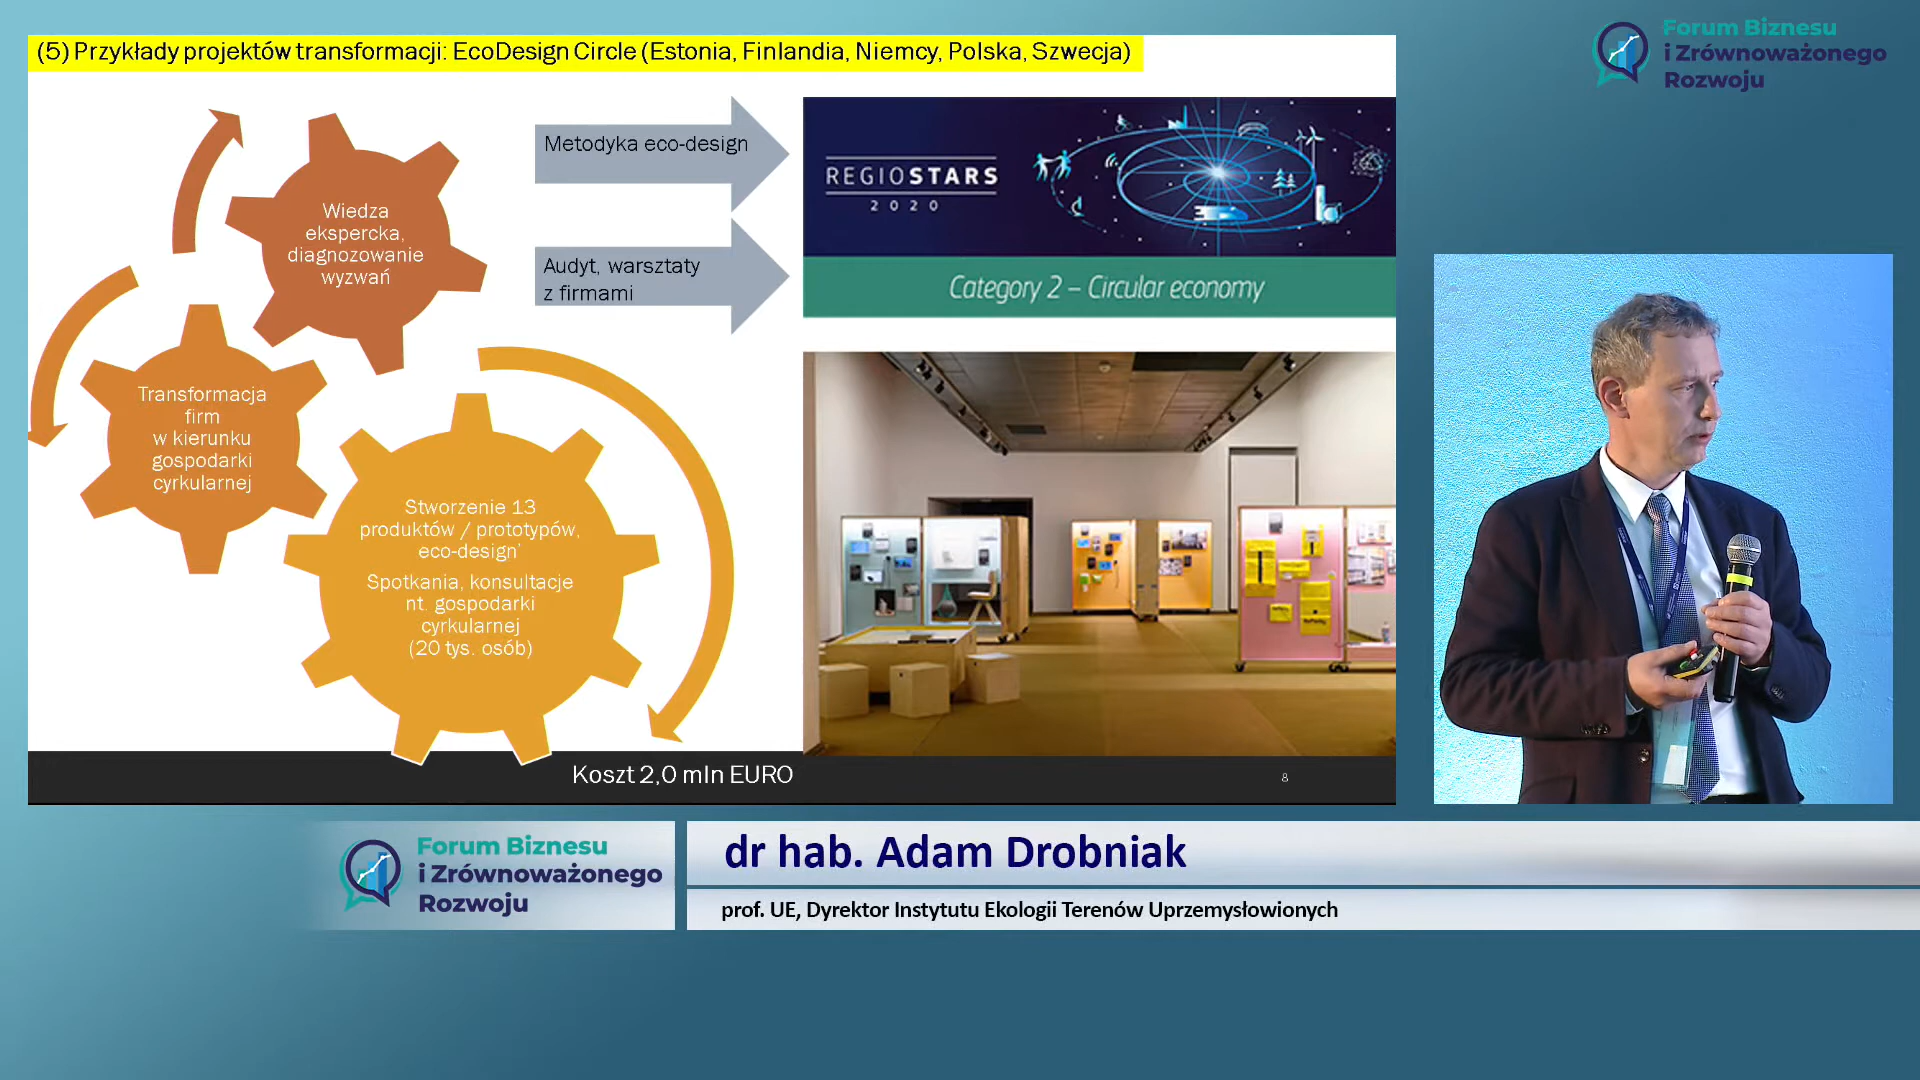 (5) Przykłady projektów transformacji: EcoDesign Circle (Estonia, Finlandia, Niemcy, Polska, Szwecja)
Forum Biznesu
i Zrównoważonego
Rozwoju
Wiedza
ekspercka,
diagnozowanie
wyzwań
Metodyka eco-design
Audyt, warsztaty
z firmami
REGIOSTARS
2020
Category 2 – Circular economy
Transformacja
firm
w kierunku
gospodarki
cyrkularnej
Stworzenie 13
produktów / prototypów,
eco-design'
Spotkania, konsultacje
nt. gospodarki
cyrkularnej
(20 tys. osób)
Koszt 2,0 mln EURO
8
Forum Biznesu
i Zrównoważonego
Rozwoju
dr hab. Adam Drobniak
prof. UE, Dyrektor Instytutu Ekologii Terenów Uprzemysłowionych